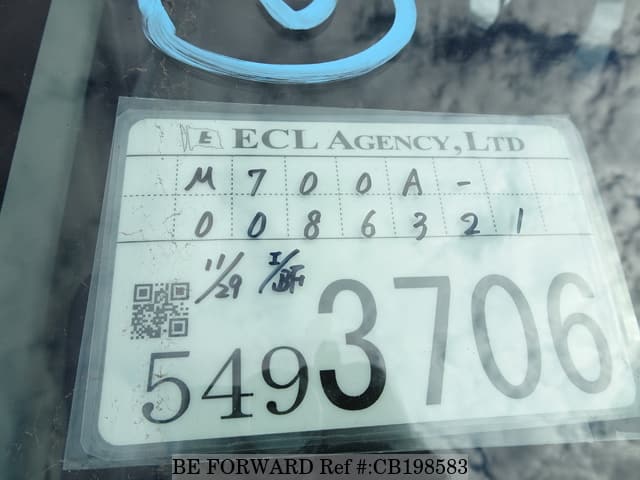 E ECL AGENCY, LTD
M700A-
0086321
11/29
5493706
BE FORWARD Ref #:CB198583